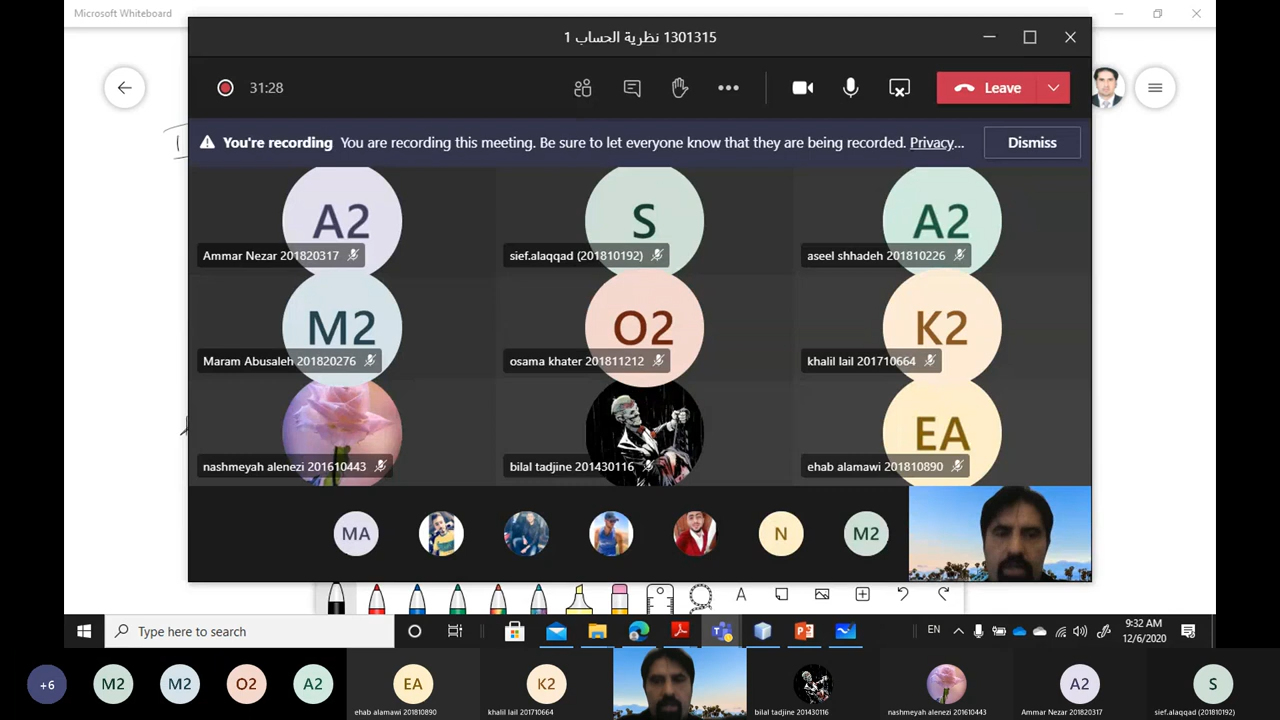 Microsoft Whiteboard
1301315 نظرية الحساب 1
31:28
Leave
You're recording You are recording this meeting. Be sure to let everyone know that they are being recorded. Privacy... Dismiss
A2 S A2
Ammar Nezar 201820317 sief.alaqqad (201810192) aseel shhadeh 201810226
M2 O2 K2
Maram Abusaleh 201820276 osama khater 201811212 khalil lail 201710664
EA
nashmeyah alenezi 201610443 bilal tadjine 201430116 ehab alamawi 201810890
MA N M2
A
Type here to search
EN
9:32 AM
12/6/2020
+6 M2 M2 O2 A2 EA K2 A2 S
ehab alamawi 201810890 khalil lail 201710664 bilal tadjine 201430116 nashmeyah alenezi 201610443 Ammar Nezar 201820317 sief.alaqqad (201810192)